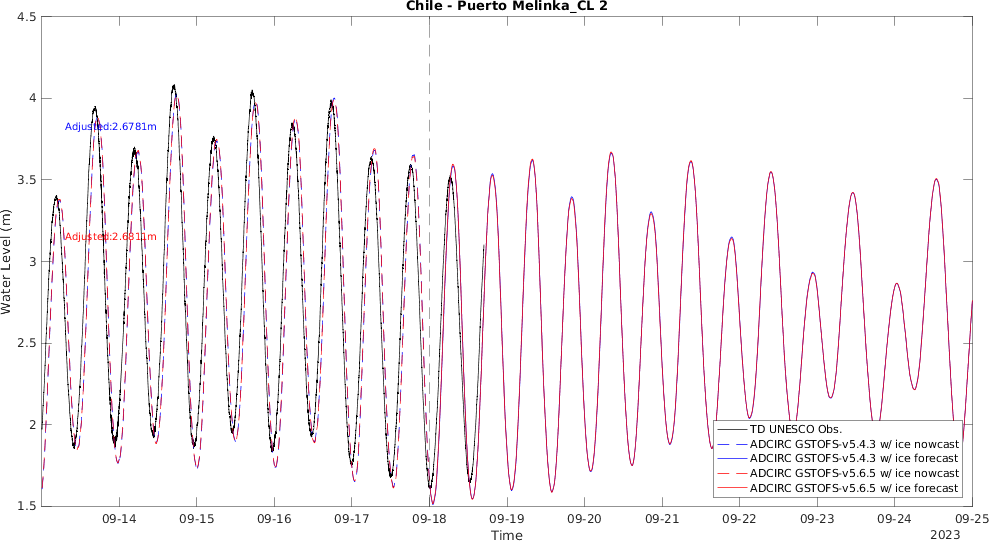 Chile - Puerto Melinka_CL 2
4.5
4
3.5
3
2.5
2
1.5
Water Level (m)
Adjusted:2.6781m
Adjusted:2.6811m
TD UNESCO Obs.
ADCIRC GSTOFS-v5.4.3 w/ ice nowcast
ADCIRC GSTOFS-v5.4.3 w/ ice forecast
ADCIRC GSTOFS-v5.6.5 w/ ice nowcast
ADCIRC GSTOFS-v5.6.5 w/ ice forecast
09-14 09-15 09-16 09-17 09-18 09-19 09-20 09-21 09-22 09-23 09-24 09-25
Time
2023